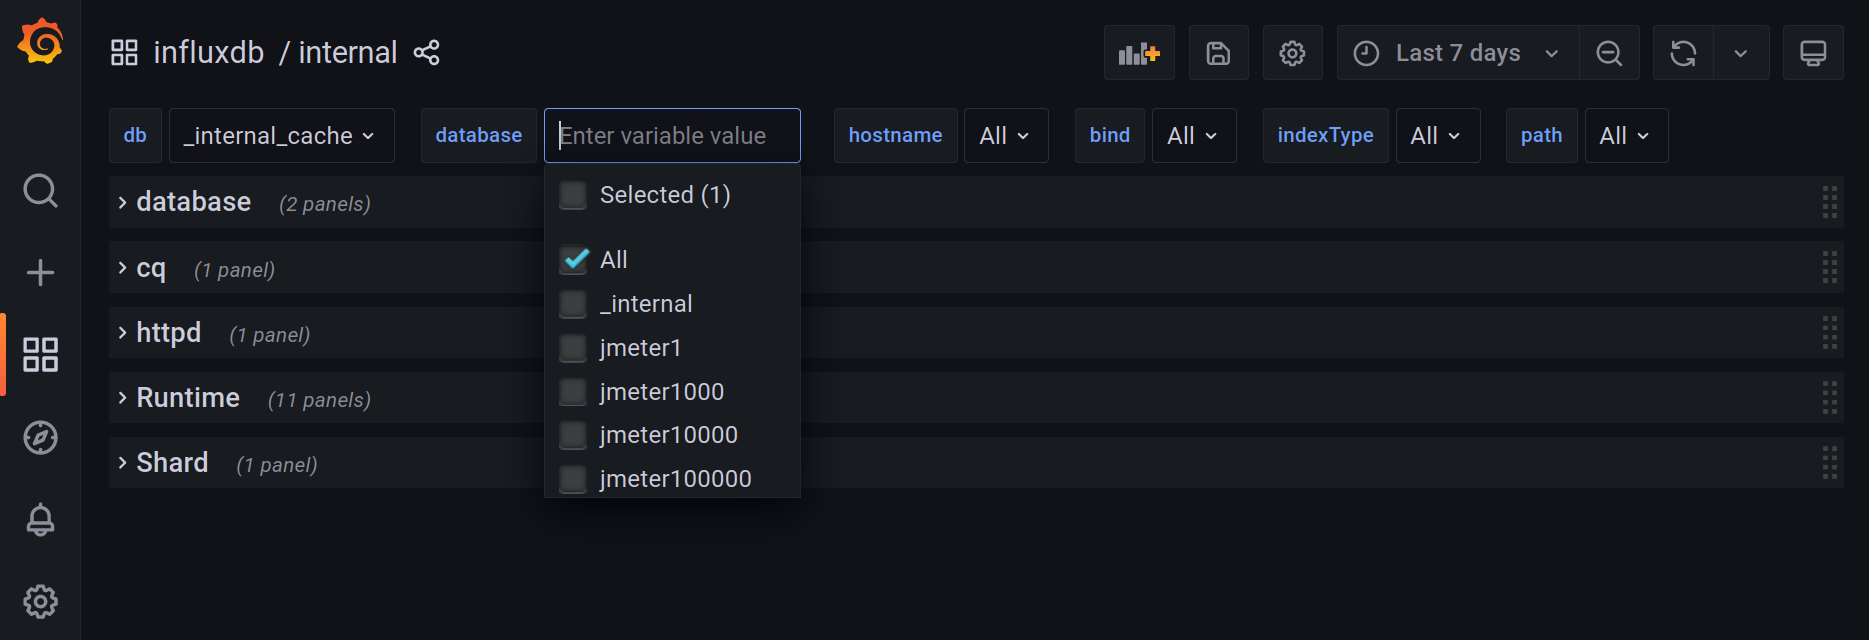 influxdb / internal
Last 7 days
db _internal_cache database Enter variable value hostname All bind All indexType All path All
Selected (1)
All
_internal
jmeter1
jmeter1000
jmeter10000
jmeter100000
database (2 panels)
cq (1 panel)
httpd (1 panel)
Runtime (11 panels)
Shard (1 panel)